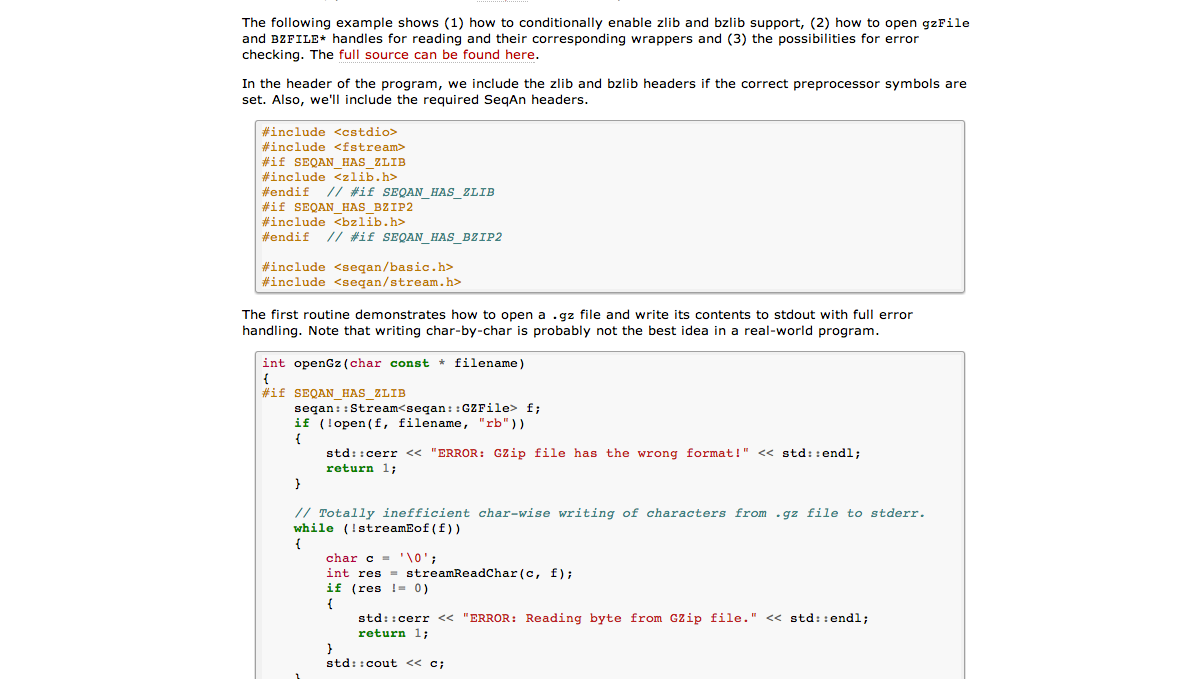 The following example shows (1) how to conditionally enable zlib and bzlib support, (2) how to open gzFile
and BZFILE* handles for reading and their corresponding wrappers and (3) the possibilities for error
checking. The full source can be found here.
In the header of the program, we include the zlib and bzlib headers if the correct preprocessor symbols are
set. Also, we'll include the required SeqAn headers.
#include <cstdio>
#include <fstream>
#if SEQAN_HAS_ZLIB
#include <zlib.h>
#endif  // #if SEQAN_HAS_ZLIB
#if SEQAN_HAS_BZIP2
#include <bzlib.h>
#endif  // #if SEQAN_HAS_BZIP2
#include <seqan/basic.h>
#include <seqan/stream.h>
The first routine demonstrates how to open a .gz file and write its contents to stdout with full error
handling. Note that writing char-by-char is probably not the best idea in a real-world program.
int openGz(char const * filename)
{
#if SEQAN_HAS_ZLIB
    seqan::Stream<seqan::GZFile> f;
    if (!open(f, filename, "rb"))
    {
        std::cerr << "ERROR: GZip file has the wrong format!" << std::endl;
        return 1;
    }
    // Totally inefficient char-wise writing of characters from .gz file to stderr.
    while (!streamEof(f))
    {
        char c = '\0';
        int res = streamReadChar(c, f);
        if (res != 0)
        {
            std::cerr << "ERROR: Reading byte from GZip file." << std::endl;
            return 1;
        }
        std::cout << c;
    }